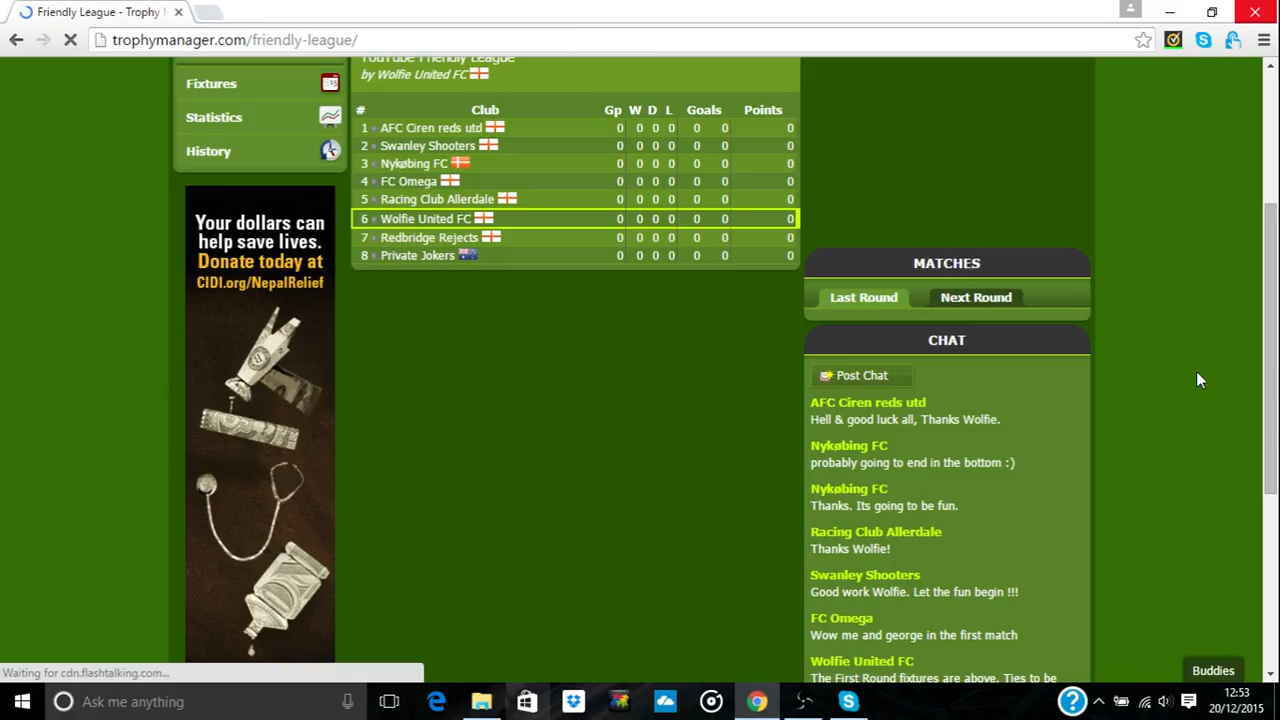 Friendly League - Trophy
trophymanager.com/friendly-league/
YouTube Friendly League
by Wolfie United FC
Fixtures
Statistics
History
# Club Gp W D L Goals Points
1 AFC Ciren reds utd 0 0 0 0 0 0 0
2 Swanley Shooters 0 0 0 0 0 0 0
3 Nykøbing FC 0 0 0 0 0 0 0
4 FC Omega 0 0 0 0 0 0 0
5 Racing Club Allerdale 0 0 0 0 0 0 0
6 Wolfie United FC 0 0 0 0 0 0 0
7 Redbridge Rejects 0 0 0 0 0 0 0
8 Private Jokers 0 0 0 0 0 0 0
Your dollars can
help save lives.
Donate today at
CIDI.org/NepalRelief
MATCHES
Last Round Next Round
CHAT
Post Chat
AFC Ciren reds utd
Hell & good luck all, Thanks Wolfie.
Nykøbing FC
probably going to end in the bottom :)
Nykøbing FC
Thanks. Its going to be fun.
Racing Club Allerdale
Thanks Wolfie!
Swanley Shooters
Good work Wolfie. Let the fun begin !!!
FC Omega
Wow me and george in the first match
Wolfie United FC
The First Round fixtures are above. Ties to be
Buddies
Waiting for cdn.flashtalking.com...
Ask me anything
12:53
20/12/2015